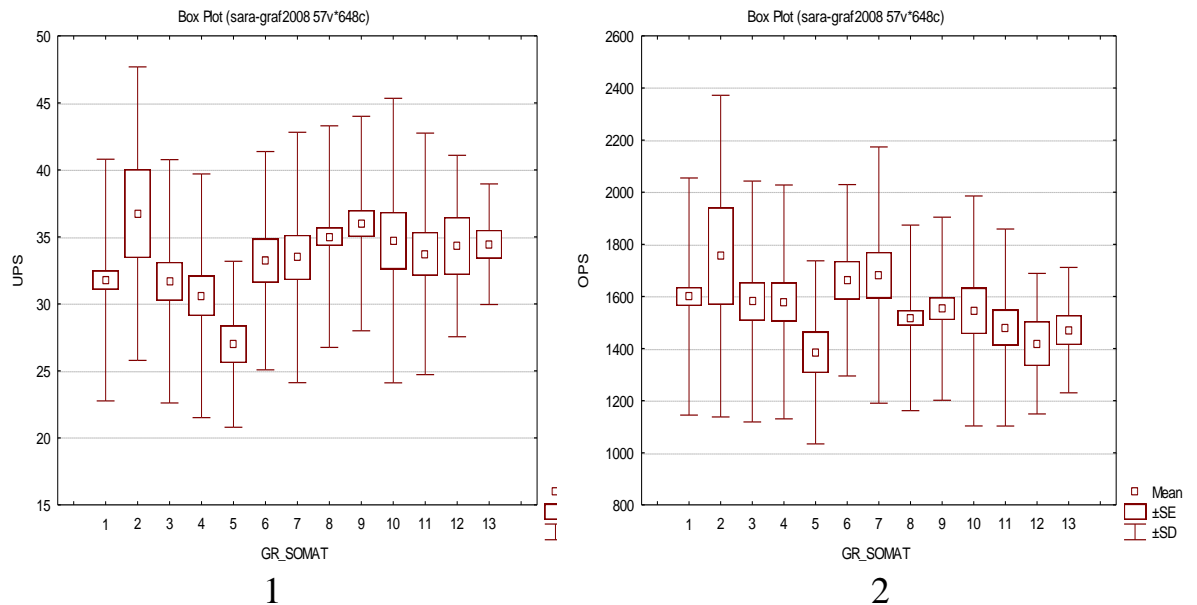 Box Plot (sara-graf2008 57v*648c)
50
45
40
35
30
25
20
15
UPS
1 2 3 4 5 6 7 8 9 10 11 12 13
GR_SOMAT
1
Box Plot (sara-graf2008 57v*648c)
2600
2400
2200
2000
1800
1600
1400
1200
1000
800
OPS
1 2 3 4 5 6 7 8 9 10 11 12 13
GR_SOMAT
Mean
±SE
±SD
2